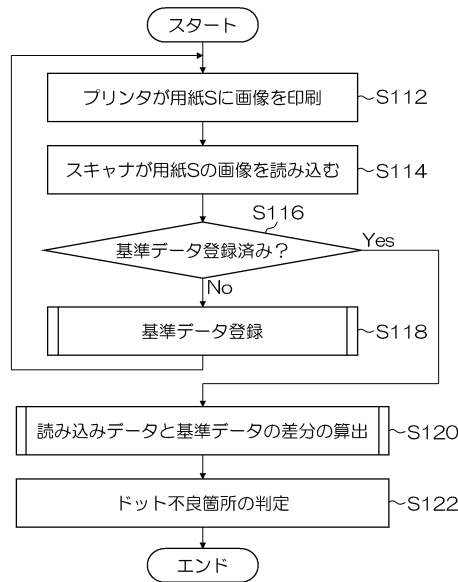 スタート
プリンタが用紙Sに画像を印刷
S112
スキャナが用紙Sの画像を読み込む
S114
S116
基準データ登録済み？
Yes
No
基準データ登録
S118
読み込みデータと基準データの差分の算出
S120
ドット不良箇所の判定
S122
エンド